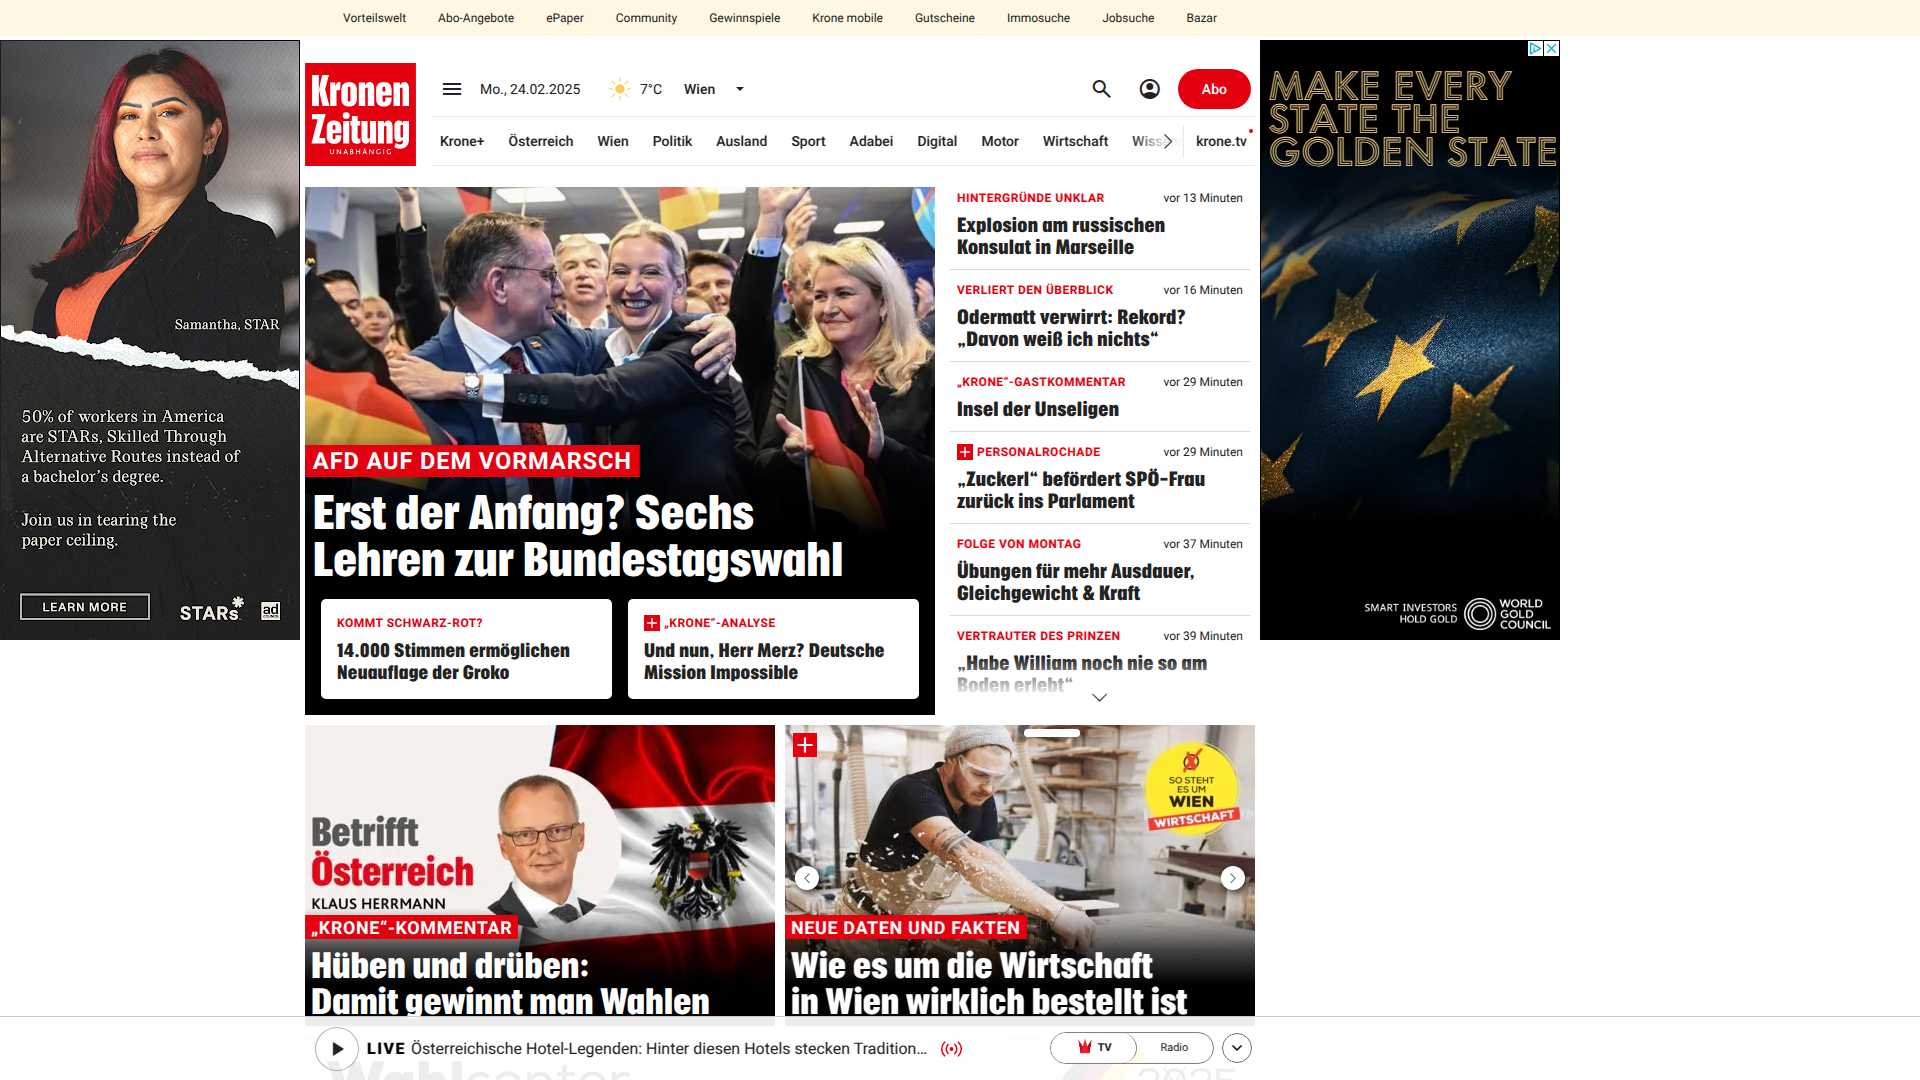 Vorteilswelt Abo-Angebote ePaper Community Gewinnspiele Krone mobile Gutscheine Immosuche Jobsuche Bazar
Kronen
Zeitung
UNABHÄNGIG
Mo., 24.02.2025 7°C Wien
Abo
Krone+ Österreich Wien Politik Ausland Sport Adabei Digital Motor Wirtschaft Wiss krone.tv
Samantha, STAR
50% of workers in America
are STARs, Skilled Through
Alternative Routes instead of
a bachelor's degree.
Join us in tearing the
paper ceiling.
LEARN MORE
STARs
ad
AFD AUF DEM VORMARSCH
Erst der Anfang? Sechs
Lehren zur Bundestagswahl
KOMMT SCHWARZ-ROT?
14.000 Stimmen ermöglichen
Neuauflage der Groko
„KRONE“-ANALYSE
Und nun, Herr Merz? Deutsche
Mission Impossible
HINTERGRÜNDE UNKLAR vor 13 Minuten
Explosion am russischen
Konsulat in Marseille
VERLIERT DEN ÜBERBLICK vor 16 Minuten
Odermatt verwirrt: Rekord?
„Davon weiß ich nichts“
„KRONE“-GASTKOMMENTAR vor 29 Minuten
Insel der Unseligen
PERSONALROCHADE vor 29 Minuten
„Zuckerl“ befördert SPÖ-Frau
zurück ins Parlament
FOLGE VON MONTAG vor 37 Minuten
Übungen für mehr Ausdauer,
Gleichgewicht & Kraft
VERTRAUTER DES PRINZEN vor 39 Minuten
„Habe William noch nie so am
Boden erlebt“
MAKE EVERY
STATE THE
GOLDEN STATE
SMART INVESTORS
HOLD GOLD
WORLD
GOLD
COUNCIL
Betrifft
Österreich
KLAUS HERRMANN
„KRONE“-KOMMENTAR
Hüben und drüben:
Damit gewinnt man Wahlen
SO STEHT
ES UM
WIEN
WIRTSCHAFT
NEUE DATEN UND FAKTEN
Wie es um die Wirtschaft
in Wien wirklich bestellt ist
LIVE Österreichische Hotel-Legenden: Hinter diesen Hotels stecken Tradition...
TV Radio
Wahlcenter
2025